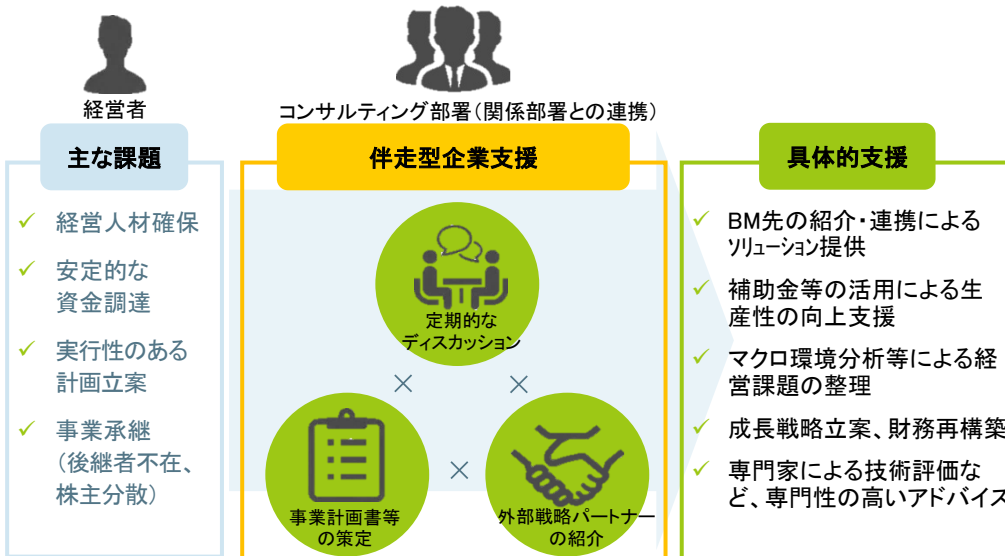 経営者
コンサルティング部署(関係部署との連携)
主な課題
伴走型企業支援
具体的支援
✓ 経営人材確保
✓ 安定的な
資金調達
✓ 実行性のある
計画立案
✓ 事業承継
(後継者不在、
株主分散)
定期的な
ディスカッション
×
×
事業計画書等
の策定
×
外部戦略パートナー
の紹介
✓ BM先の紹介・連携による
ソリューション提供
✓ 補助金等の活用による生
産性の向上支援
✓ マクロ環境分析等による経
営課題の整理
✓ 成長戦略立案、財務再構築
✓ 専門家による技術評価な
ど、専門性の高いアドバイス